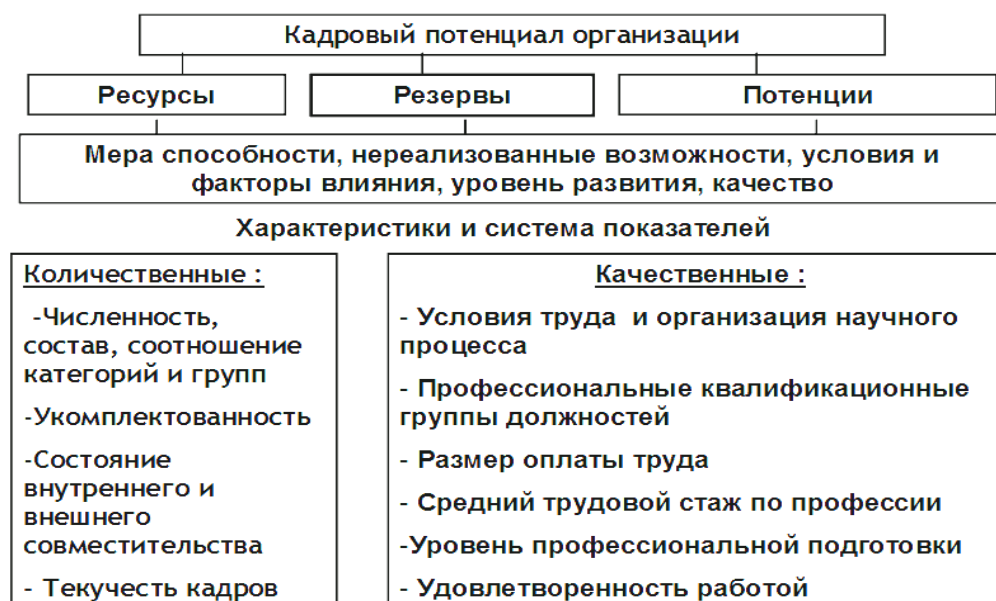 Кадровый потенциал организации
Ресурсы
Резервы
Потенции
Мера способности, нереализованные возможности, условия и
факторы влияния, уровень развития, качество
Характеристики и система показателей
Количественные :
-Численность,
состав, соотношение
категорий и групп
-Укомплектованность
-Состояние
внутреннего и
внешнего
совместительства
- Текучесть кадров
Качественные :
- Условия труда и организация научного
процесса
- Профессиональные квалификационные
группы должностей
- Размер оплаты труда
- Средний трудовой стаж по профессии
-Уровень профессиональной подготовки
- Удовлетворенность работой